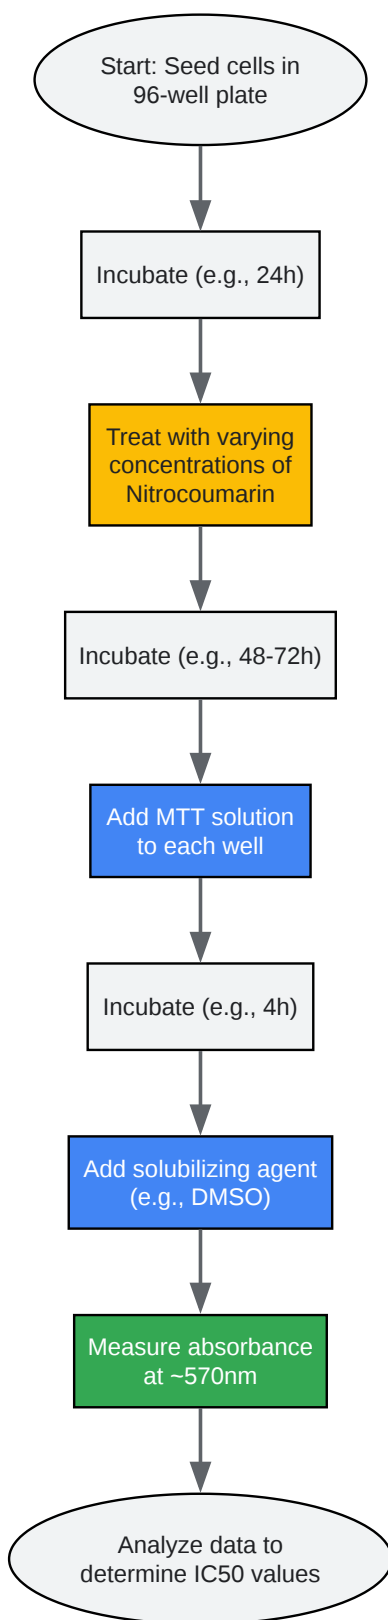 Start: Seed cells in
96-well plate
Incubate (e.g., 24h)
Treat with varying
concentrations of
Nitrocoumarin
Incubate (e.g., 48-72h)
Add MTT solution
to each well
Incubate (e.g., 4h)
Add solubilizing agent
(e.g., DMSO)
Measure absorbance
at ~570nm
Analyze data to
determine IC50 values